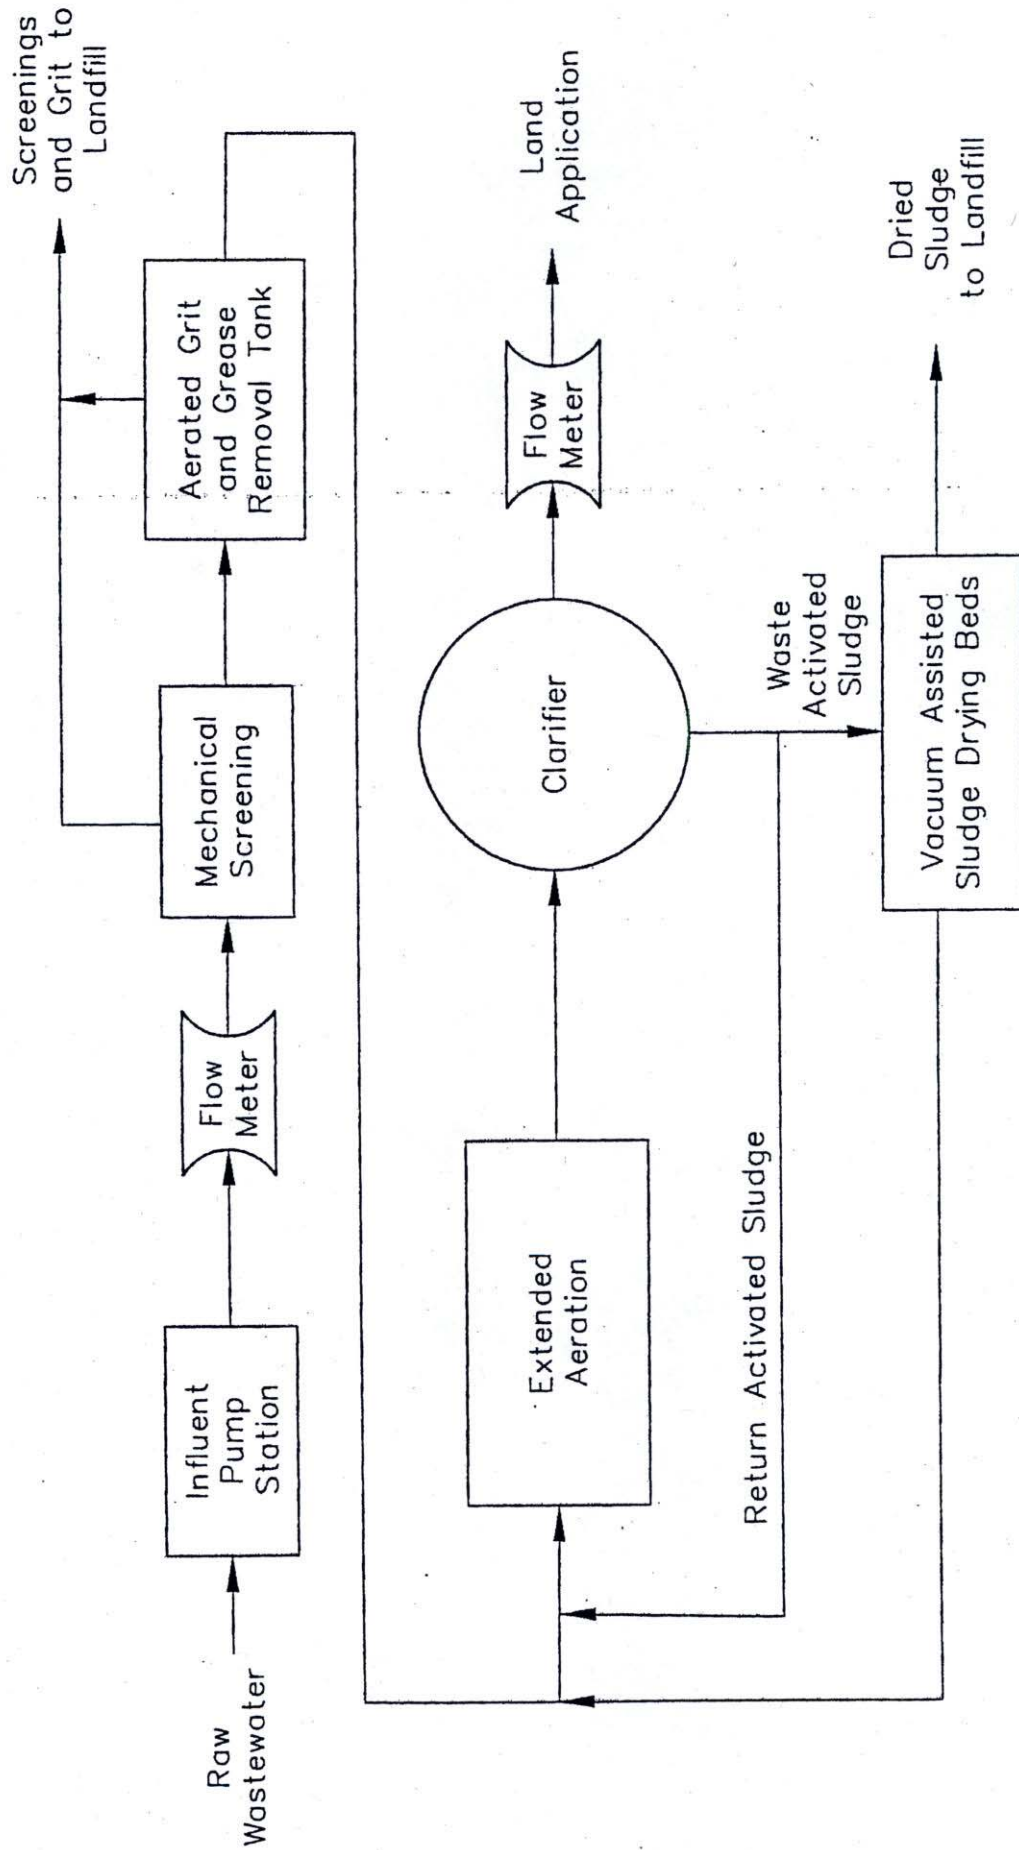 Raw
Wastewater
Influent
Pump
Station
Flow
Meter
Mechanical
Screening
Aerated Grit
and Grease
Removal Tank
Screenings
and Grit to
Landfill
Extended
Aeration
Clarifier
Flow
Meter
Land
Application
Return Activated Sludge
Waste
Activated
Sludge
Vacuum Assisted
Sludge Drying Beds
Dried
Sludge
to Landfill